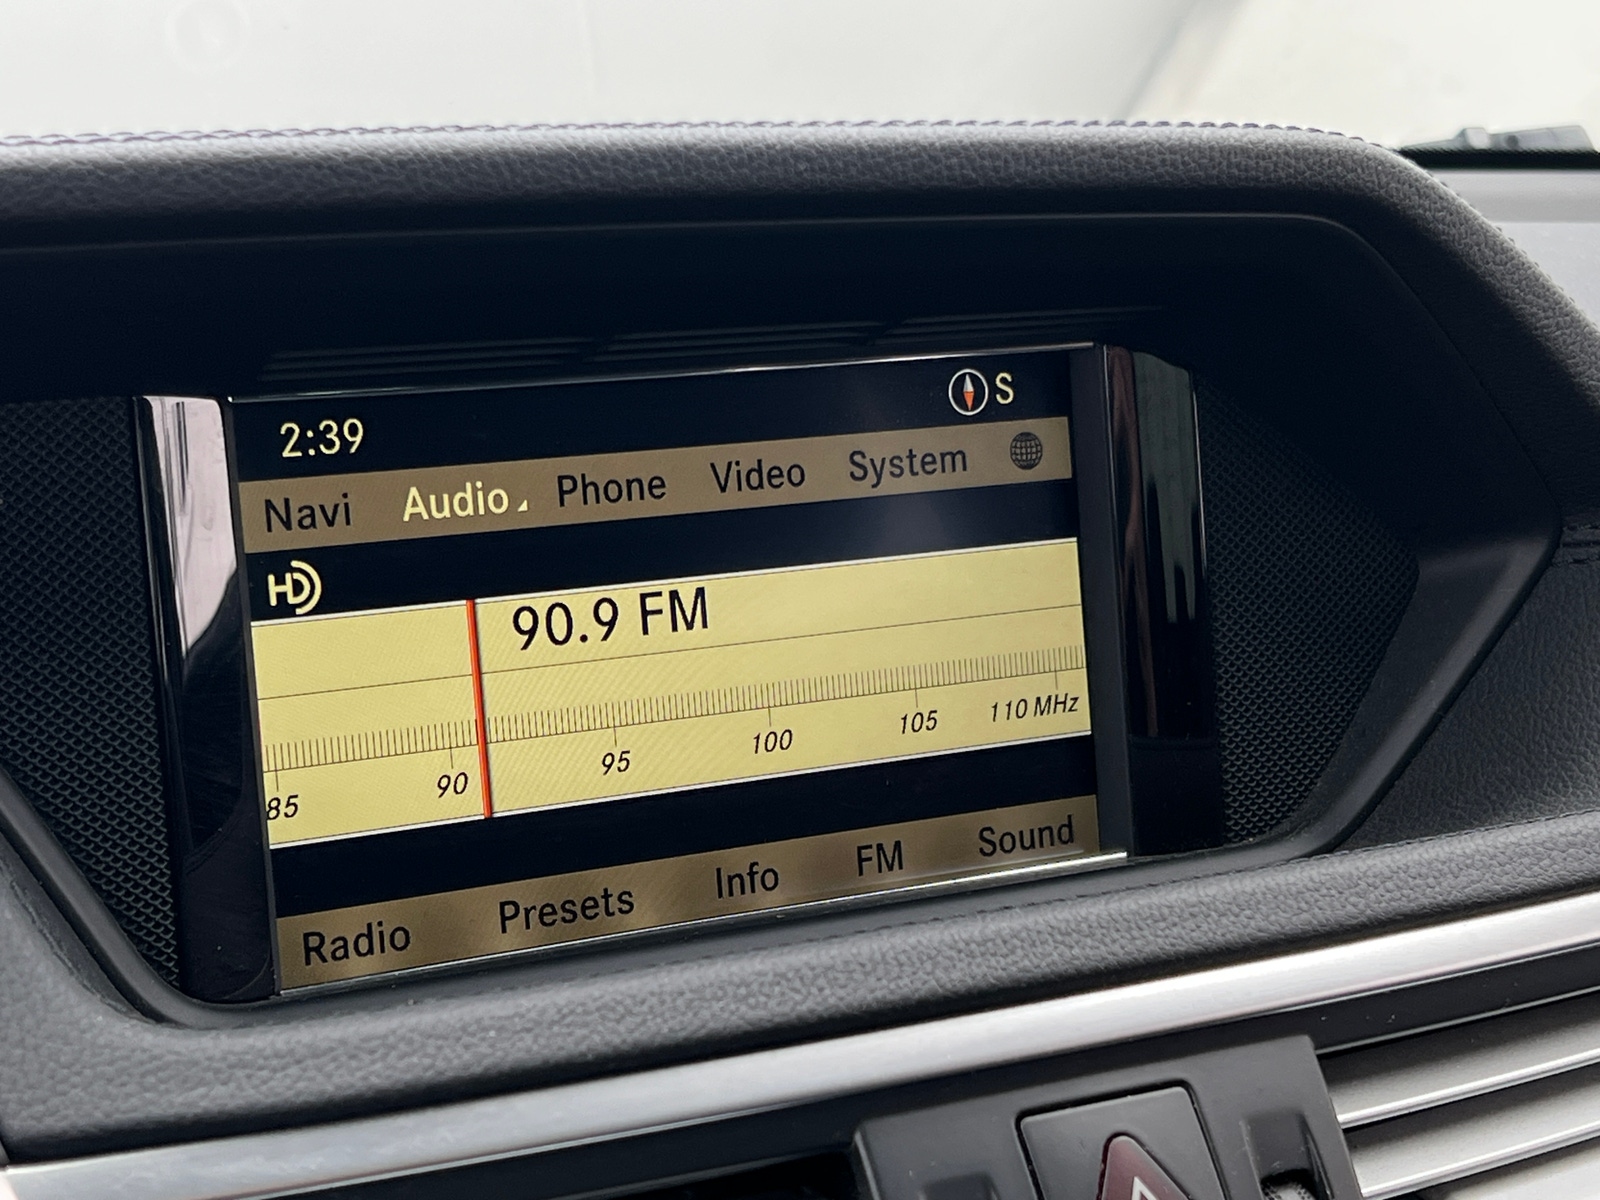 2:39 S
Navi Audio Phone Video System
HD
90.9 FM
85 90 95 100 105 110 MHz
Radio Presets Info FM Sound